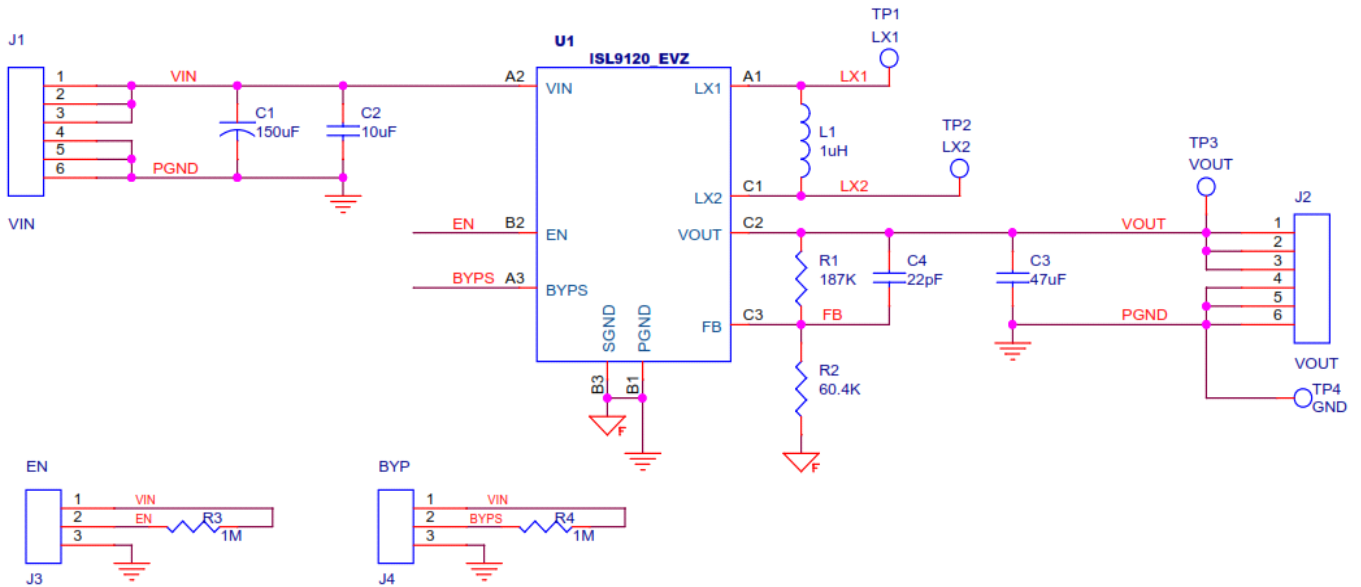 J1
1
2
3
4
5
6
VIN
VIN
PGND
C1
150uF
C2
10uF
EN
BYPS
U1
ISL9120_EVZ
A2
VIN
B2
EN
A3
BYPS
SGND
PGND
B3
B1
F
A1
LX1
C1
LX2
C2
VOUT
C3
FB
LX1
TP1
LX1
L1
1uH
LX2
TP2
LX2
VOUT
R1
187K
C4
22pF
C3
47uF
FB
R2
60.4K
F
PGND
TP3
VOUT
J2
1
2
3
4
5
6
VOUT
TP4
GND
EN
1
2
3
VIN
EN
R3
1M
J3
BYP
1
2
3
VIN
BYPS
R4
1M
J4